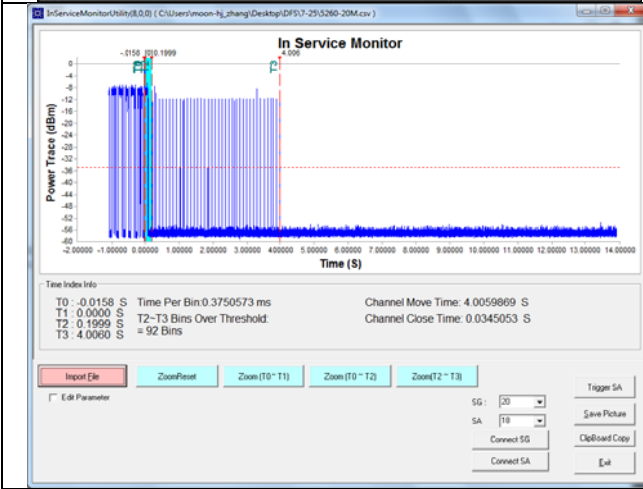 InServiceMonitorUtility(8,0,0) ( C:\Users\moon-hj_zhang\Desktop\DFS\7-25\5260-20M.csv )
In Service Monitor
-.0158 |0|0.1999 4.006
T3
Power Trace (dBm)
0
-4
-8
-12
-16
-20
-24
-28
-32
-36
-40
-44
-48
-52
-56
-60
-2.00000 -1.00000 0.00000 1.00000 2.00000 3.00000 4.00000 5.00000 6.00000 7.00000 8.00000 9.00000 10.00000 11.00000 12.00000 13.00000 14.00000
Time (S)
Time Index Info
T0 : -0.0158 S Time Per Bin:0.3750573 ms Channel Move Time: 4.0059869 S
T1 : 0.0000 S T2~T3 Bins Over Threshold: Channel Close Time: 0.0345053 S
T2 : 0.1999 S = 92 Bins
T3 : 4.0060 S
Import File ZoomReset Zoom (T0 ~ T1) Zoom (T0 ~ T2) Zoom(T2 ~ T3)
Edit Parameter
Trigger SA
SG : 20
Save Picture
SA 18
Connect SG ClipBoard Copy
Connect SA Exit